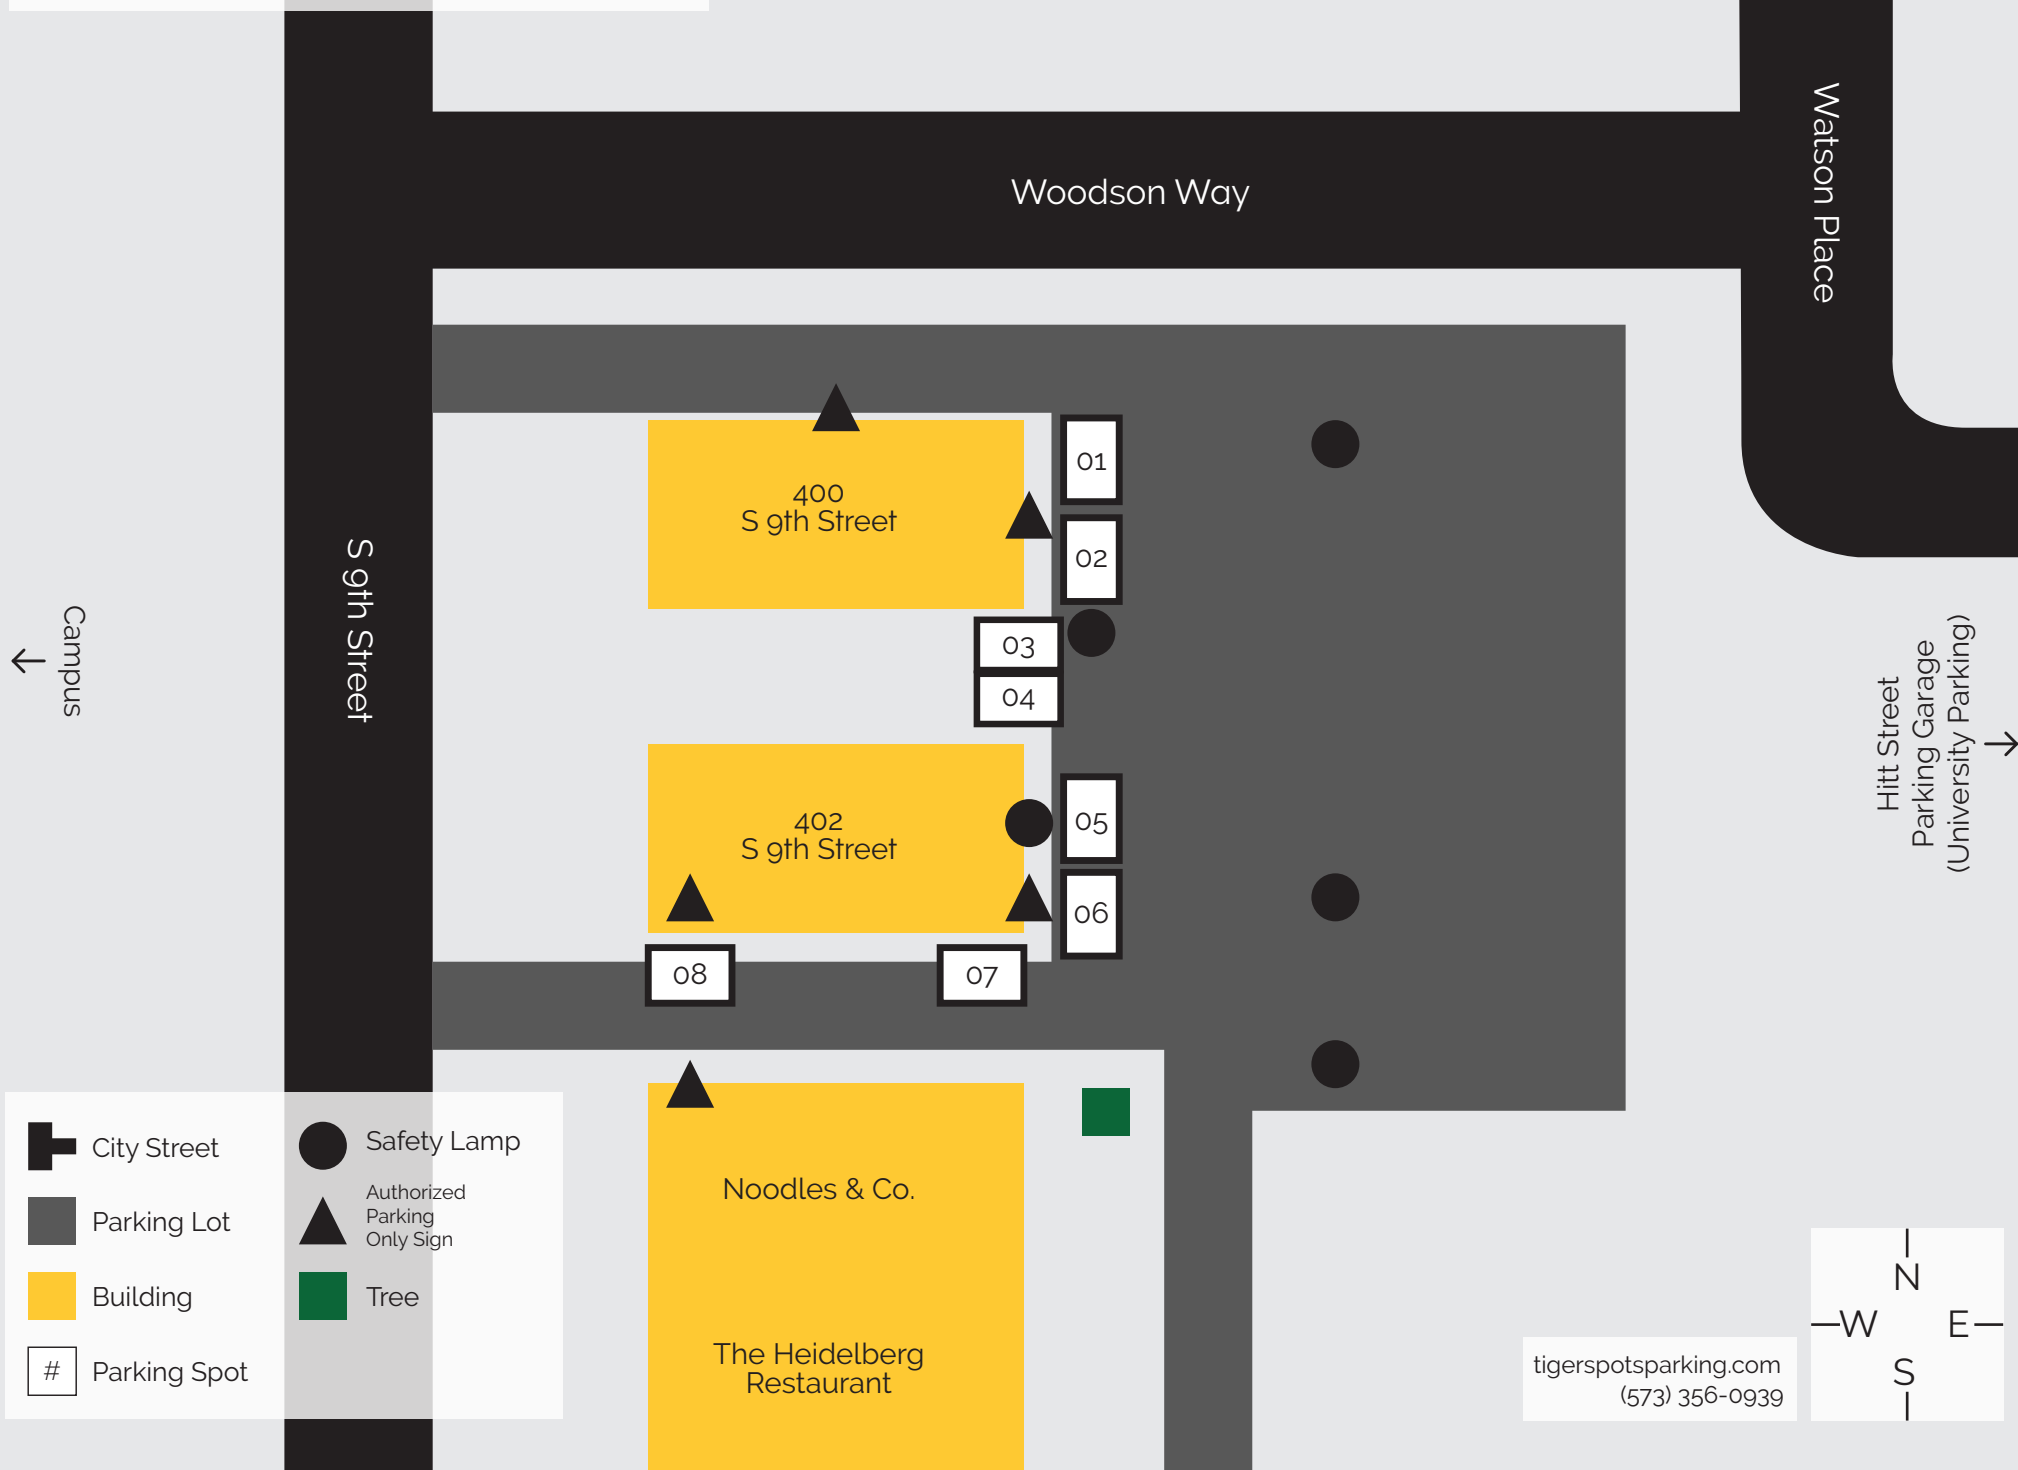 Woodson Way
Watson Place
S 9th Street
Campus
400
S 9th Street
01
02
03
04
402
S 9th Street
05
06
07
08
Hitt Street
Parking Garage
(University Parking)
Noodles & Co.
The Heidelberg
Restaurant
City Street
Parking Lot
Building
#
Parking Spot
Safety Lamp
Authorized
Parking
Only Sign
Tree
tigerspotsparking.com
(573) 356-0939
N
W
E
S